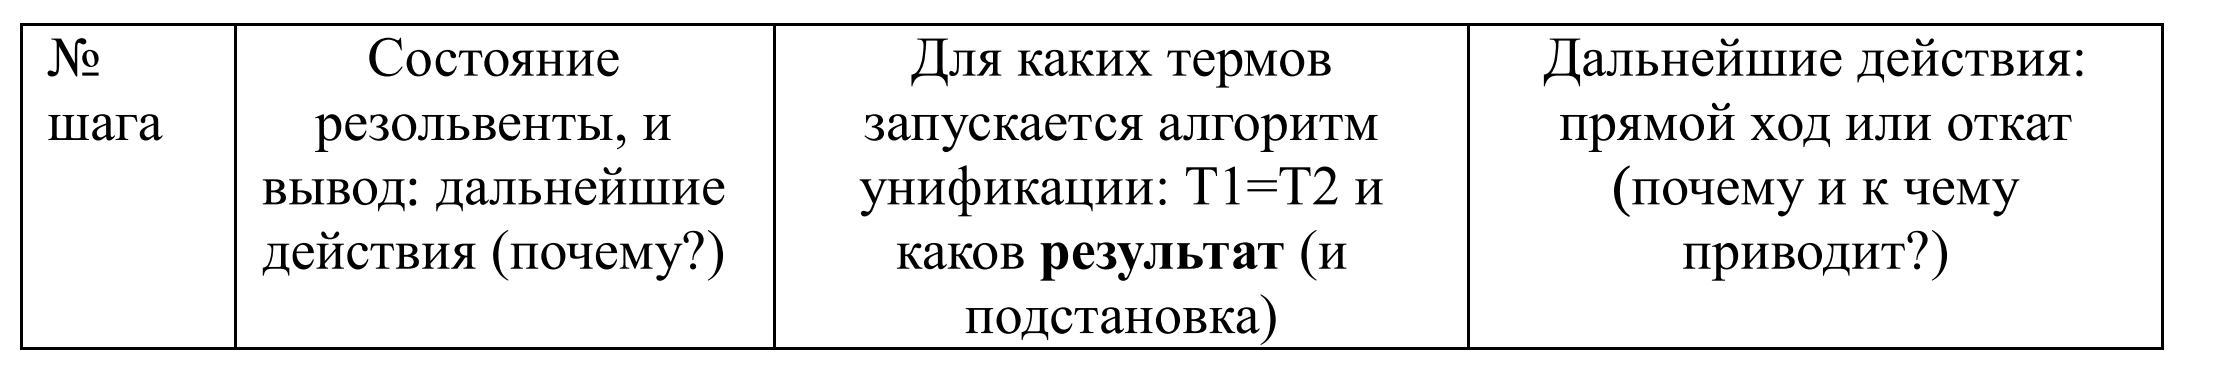 №
шага
Состояние
резольвенты, и
вывод: дальнейшие
действия (почему?)
Для каких термов
запускается алгоритм
унификации: T1=T2 и
каков результат (и
подстановка)
Дальнейшие действия:
прямой ход или откат
(почему и к чему
приводит?)